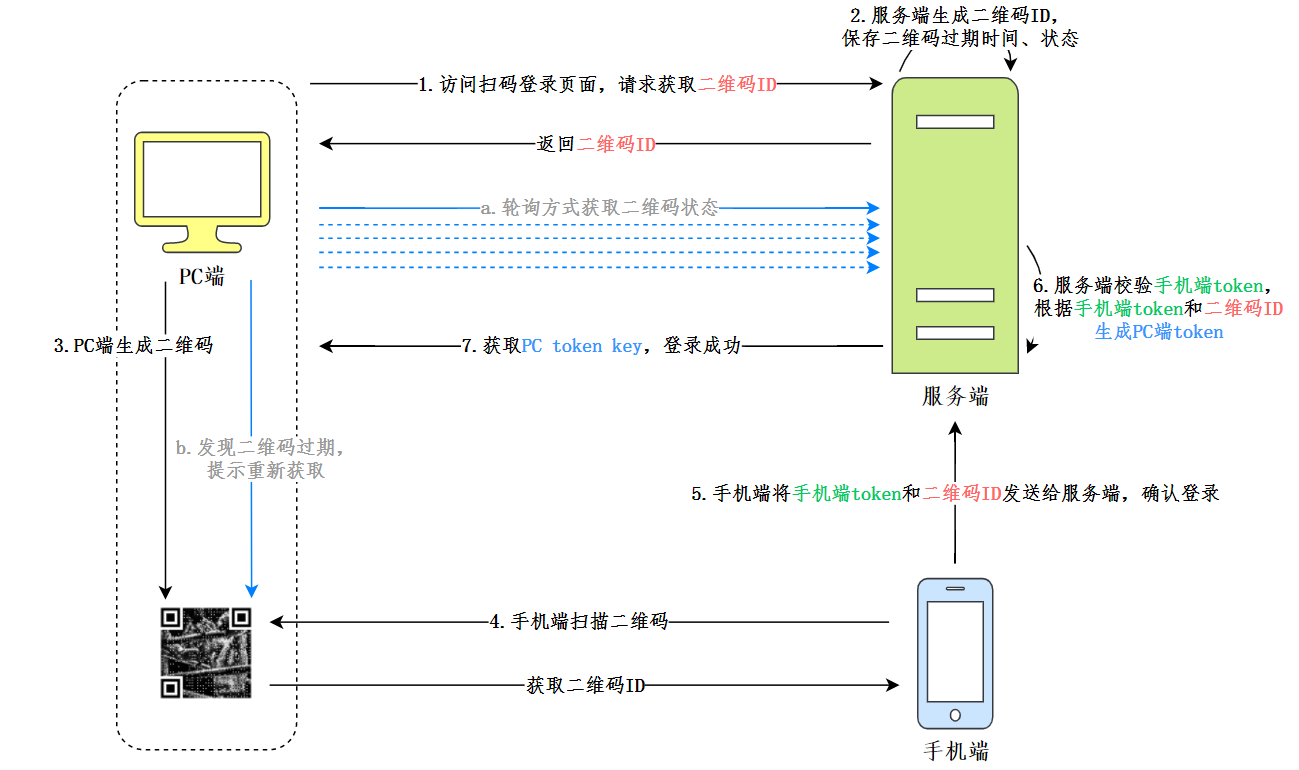 2.服务端生成二维码ID，
保存二维码过期时间、状态
1.访问扫码登录页面，请求获取二维码ID
返回二维码ID
a.轮询方式获取二维码状态
PC端
6.服务端校验手机端token，
根据手机端token和二维码ID
生成PC端token
3.PC端生成二维码
7.获取PC token key，登录成功
服务端
b.发现二维码过期，
提示重新获取
5.手机端将手机端token和二维码ID发送给服务端，确认登录
4.手机端扫描二维码
获取二维码ID
手机端